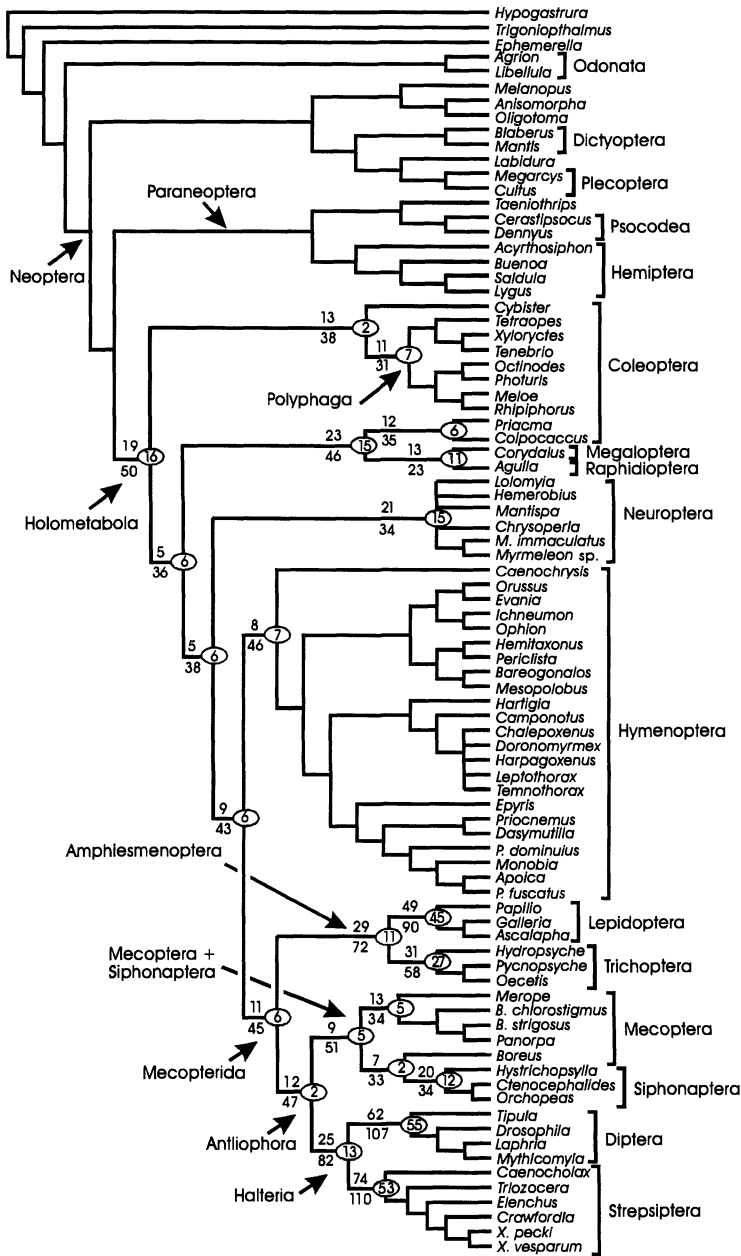 Hypogastrura
Trigoniopthalmus
Ephemerella
Agrion
Libellula
Odonata
Melanopus
Anisomorpha
Oligotoma
Blaberus
Mantis
Dictyoptera
Labidura
Megarcys
Cultus
Plecoptera
Paraneoptera
Taeniothrips
Cerastipsocus
Dennyus
Psocodea
Neoptera
Acyrthosiphon
Buenoa
Saldula
Lygus
Hemiptera
13
38
2
Cybister
11
31
7
Tetraopes
Xyloryctes
Tenebrio
Octinodes
Photuris
Meloe
Rhipiphorus
Coleoptera
Polyphaga
12
35
6
Priacma
Colpocaccus
23
46
15
13
23
11
Corydalus
Megaloptera
Agulla
Raphidioptera
19
50
16
Holometabola
21
34
15
Lolomyia
Hemerobius
Mantispa
Chrysoperla
M. immaculatus
Myrmeleon sp.
Neuroptera
5
36
6
Caenochrysis
Orussus
Evania
Ichneumon
Ophion
8
46
7
Hemitaxonus
Periclista
Bareogonalos
Mesopolobus
5
38
6
Hartigia
Camponotus
Chalepoxenus
Doronomyrmex
Harpagoxenus
Leptothorax
Temnothorax
Hymenoptera
Epyris
Priocnemus
Dasymutilla
9
43
6
P. dominuius
Monobia
Apoica
P. fuscatus
Amphiesmenoptera
49
90
45
Papilio
Galleria
Ascalapha
Lepidoptera
29
72
11
31
58
27
Hydropsyche
Pycnopsyche
Oecetis
Trichoptera
Mecoptera +
Siphonaptera
13
34
5
Merope
B. chlorostigmus
B. strigosus
Panorpa
Mecoptera
11
45
6
9
51
5
7
33
2
Boreus
20
34
12
Hystrichopsylla
Ctenocephalides
Orchopeas
Siphonaptera
Mecopterida
12
47
2
62
107
55
Tipula
Drosophila
Laphria
Mythicomyia
Diptera
Antliophora
25
82
13
74
110
53
Caenocholax
Triozocera
Elenchus
Crawfordia
X. pecki
X. vesparum
Strepsiptera
Halteria